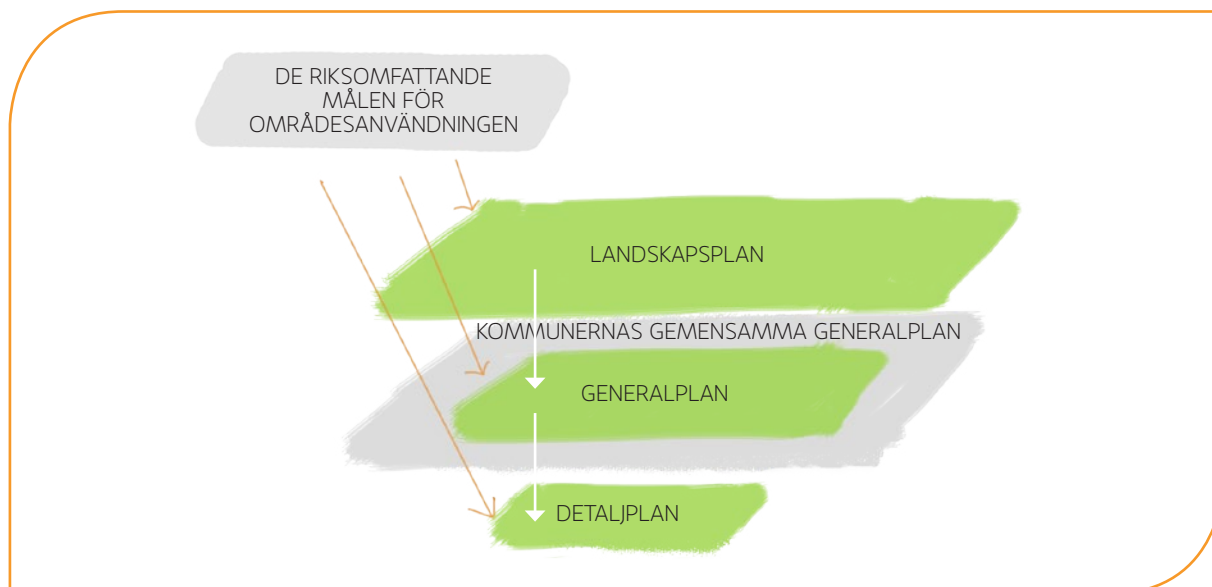 DE RIKSOMFATTANDE
MÅLEN FÖR
OMRÅDESANVÄNDNINGEN
LANDSKAPSPLAN
KOMMUNERNAS GEMENSAMMA GENERALPLAN
GENERALPLAN
DETALJPLAN